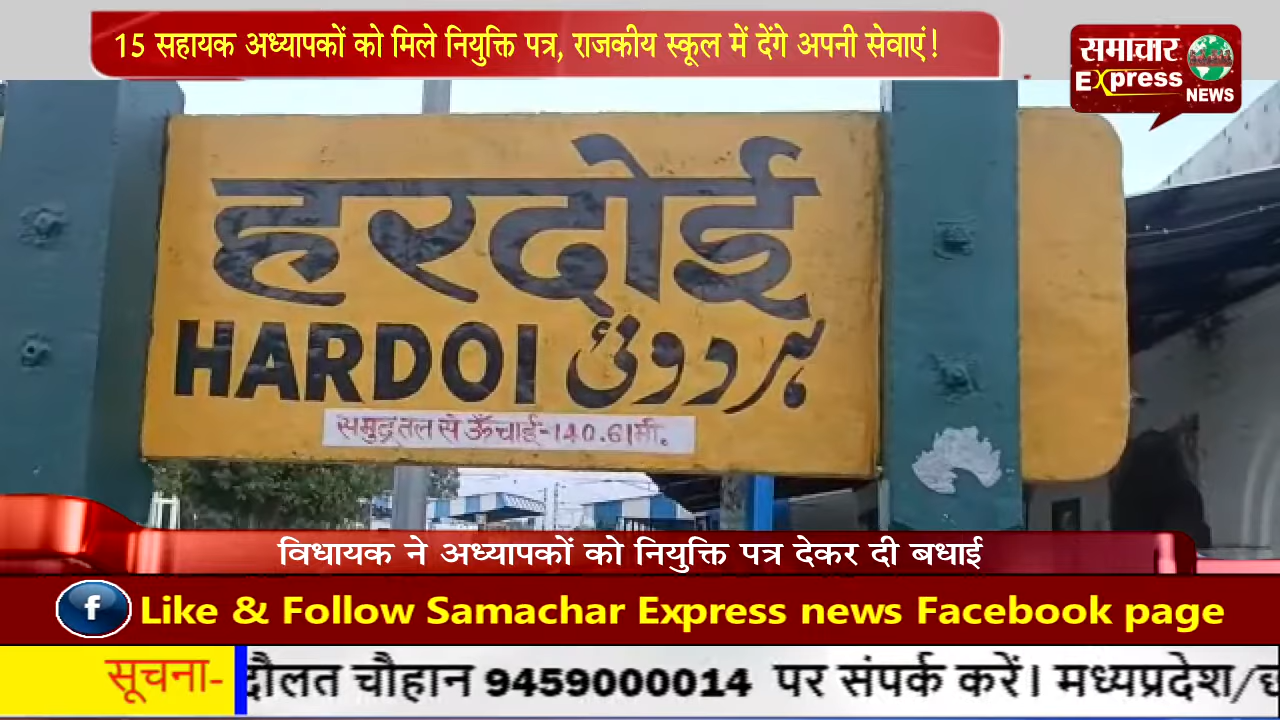 15 सहायक अध्यापकों को मिले नियुक्ति पत्र, राजकीय स्कूल में देंगे अपनी सेवाएं!
समाचार
Express
NEWS
हरदोई
HARDOI ہردوئی
समुद्र तल से ऊँचाई-140.61मी.
विधायक ने अध्यापकों को नियुक्ति पत्र देकर दी बधाई
f Like & Follow Samachar Express news Facebook page
सूचना- दौलत चौहान 9459000014 पर संपर्क करें। मध्यप्रदेश/